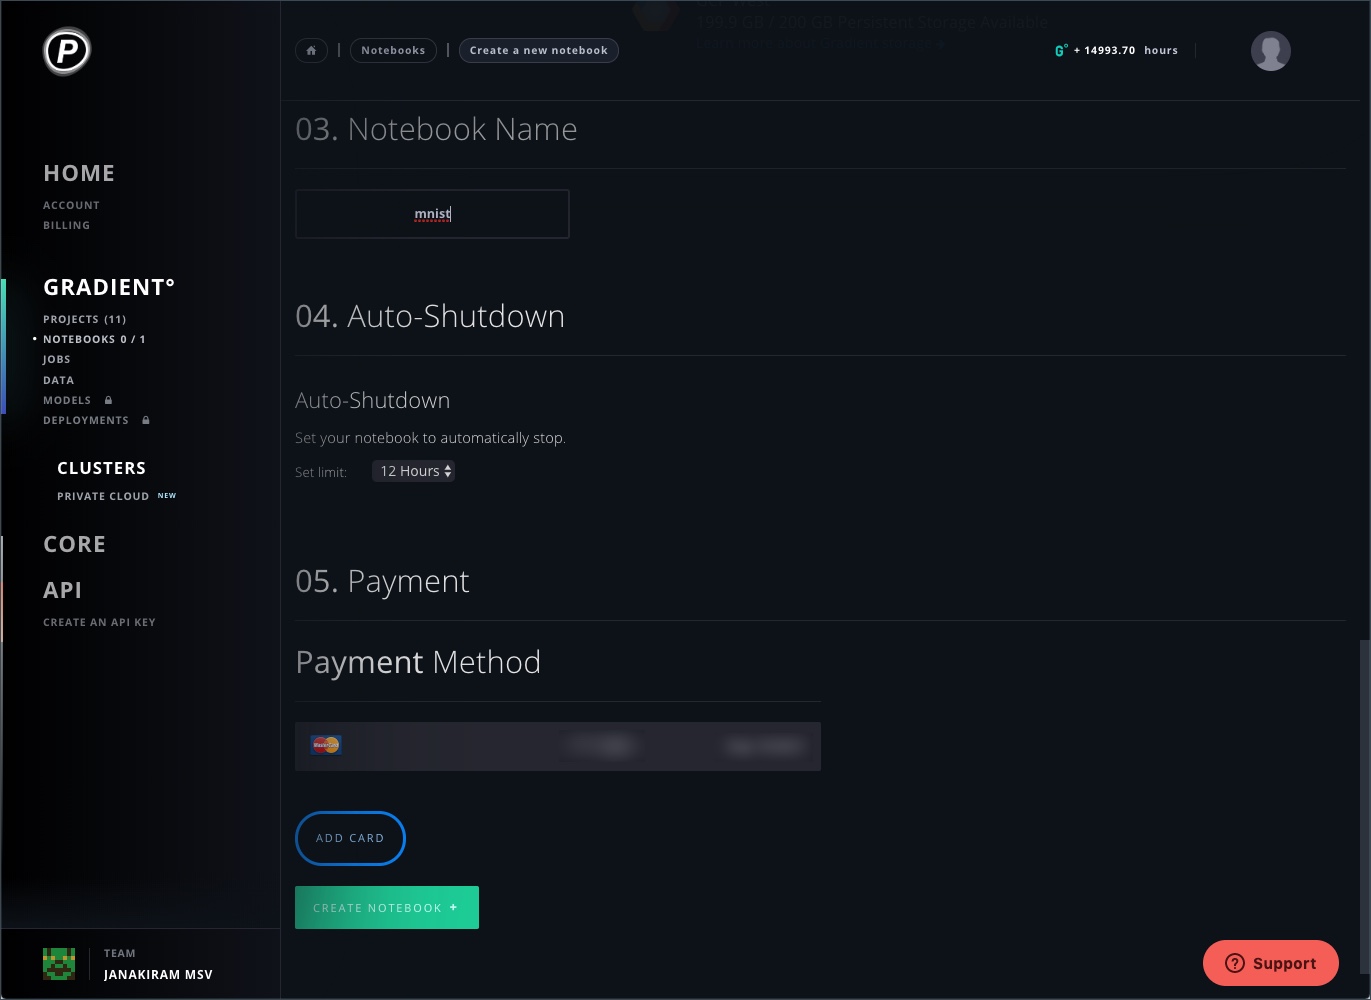 P
199.9 GB / 200 GB Persistent Storage Available
Notebooks
Create a new notebook
G° + 14993.70 hours
HOME
ACCOUNT
BILLING
GRADIENT°
PROJECTS (11)
• NOTEBOOKS 0 / 1
JOBS
DATA
MODELS
DEPLOYMENTS
CLUSTERS
PRIVATE CLOUD NEW
CORE
API
CREATE AN API KEY
TEAM
JANAKIRAM MSV
03. Notebook Name
mnist
04. Auto-Shutdown
Auto-Shutdown
Set your notebook to automatically stop.
Set limit: 12 Hours
05. Payment
Payment Method
MasterCard
ADD CARD
CREATE NOTEBOOK +
? Support